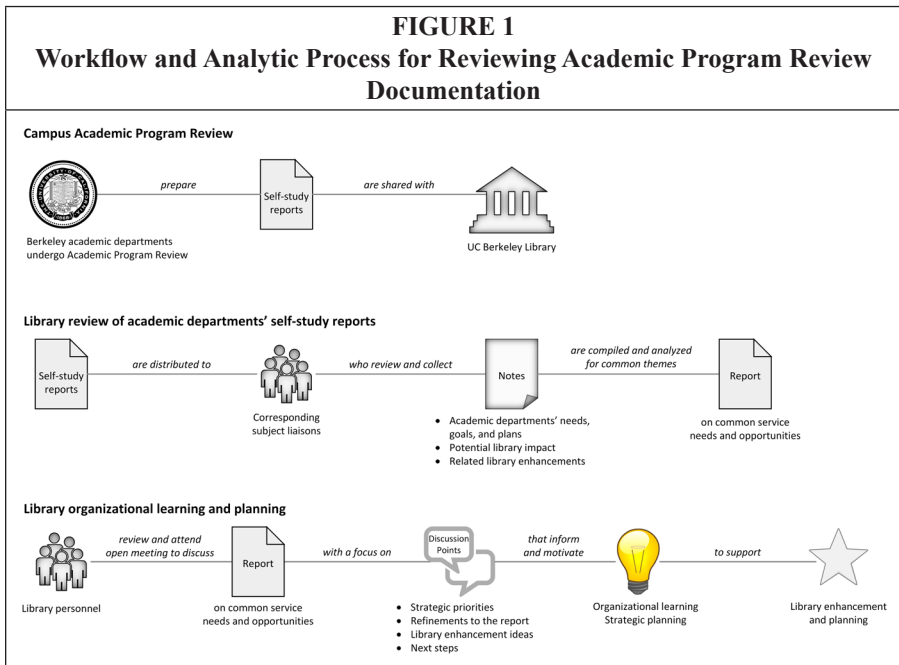 FIGURE 1
Workflow and Analytic Process for Reviewing Academic Program Review
Documentation
Campus Academic Program Review
prepare
Self-study
reports
are shared with
Berkeley academic departments
undergo Academic Program Review
UC Berkeley Library
Library review of academic departments’ self-study reports
Self-study
reports
are distributed to
Corresponding
subject liaisons
who review and collect
Notes
• Academic departments’ needs,
goals, and plans
• Potential library impact
• Related library enhancements
are compiled and analyzed
for common themes
Report
on common service
needs and opportunities
Library organizational learning and planning
Library personnel
review and attend
open meeting to discuss
Report
on common service
needs and opportunities
with a focus on
Discussion
Points
• Strategic priorities
• Refinements to the report
• Library enhancement ideas
• Next steps
that inform
and motivate
Organizational learning
Strategic planning
to support
Library enhancement
and planning